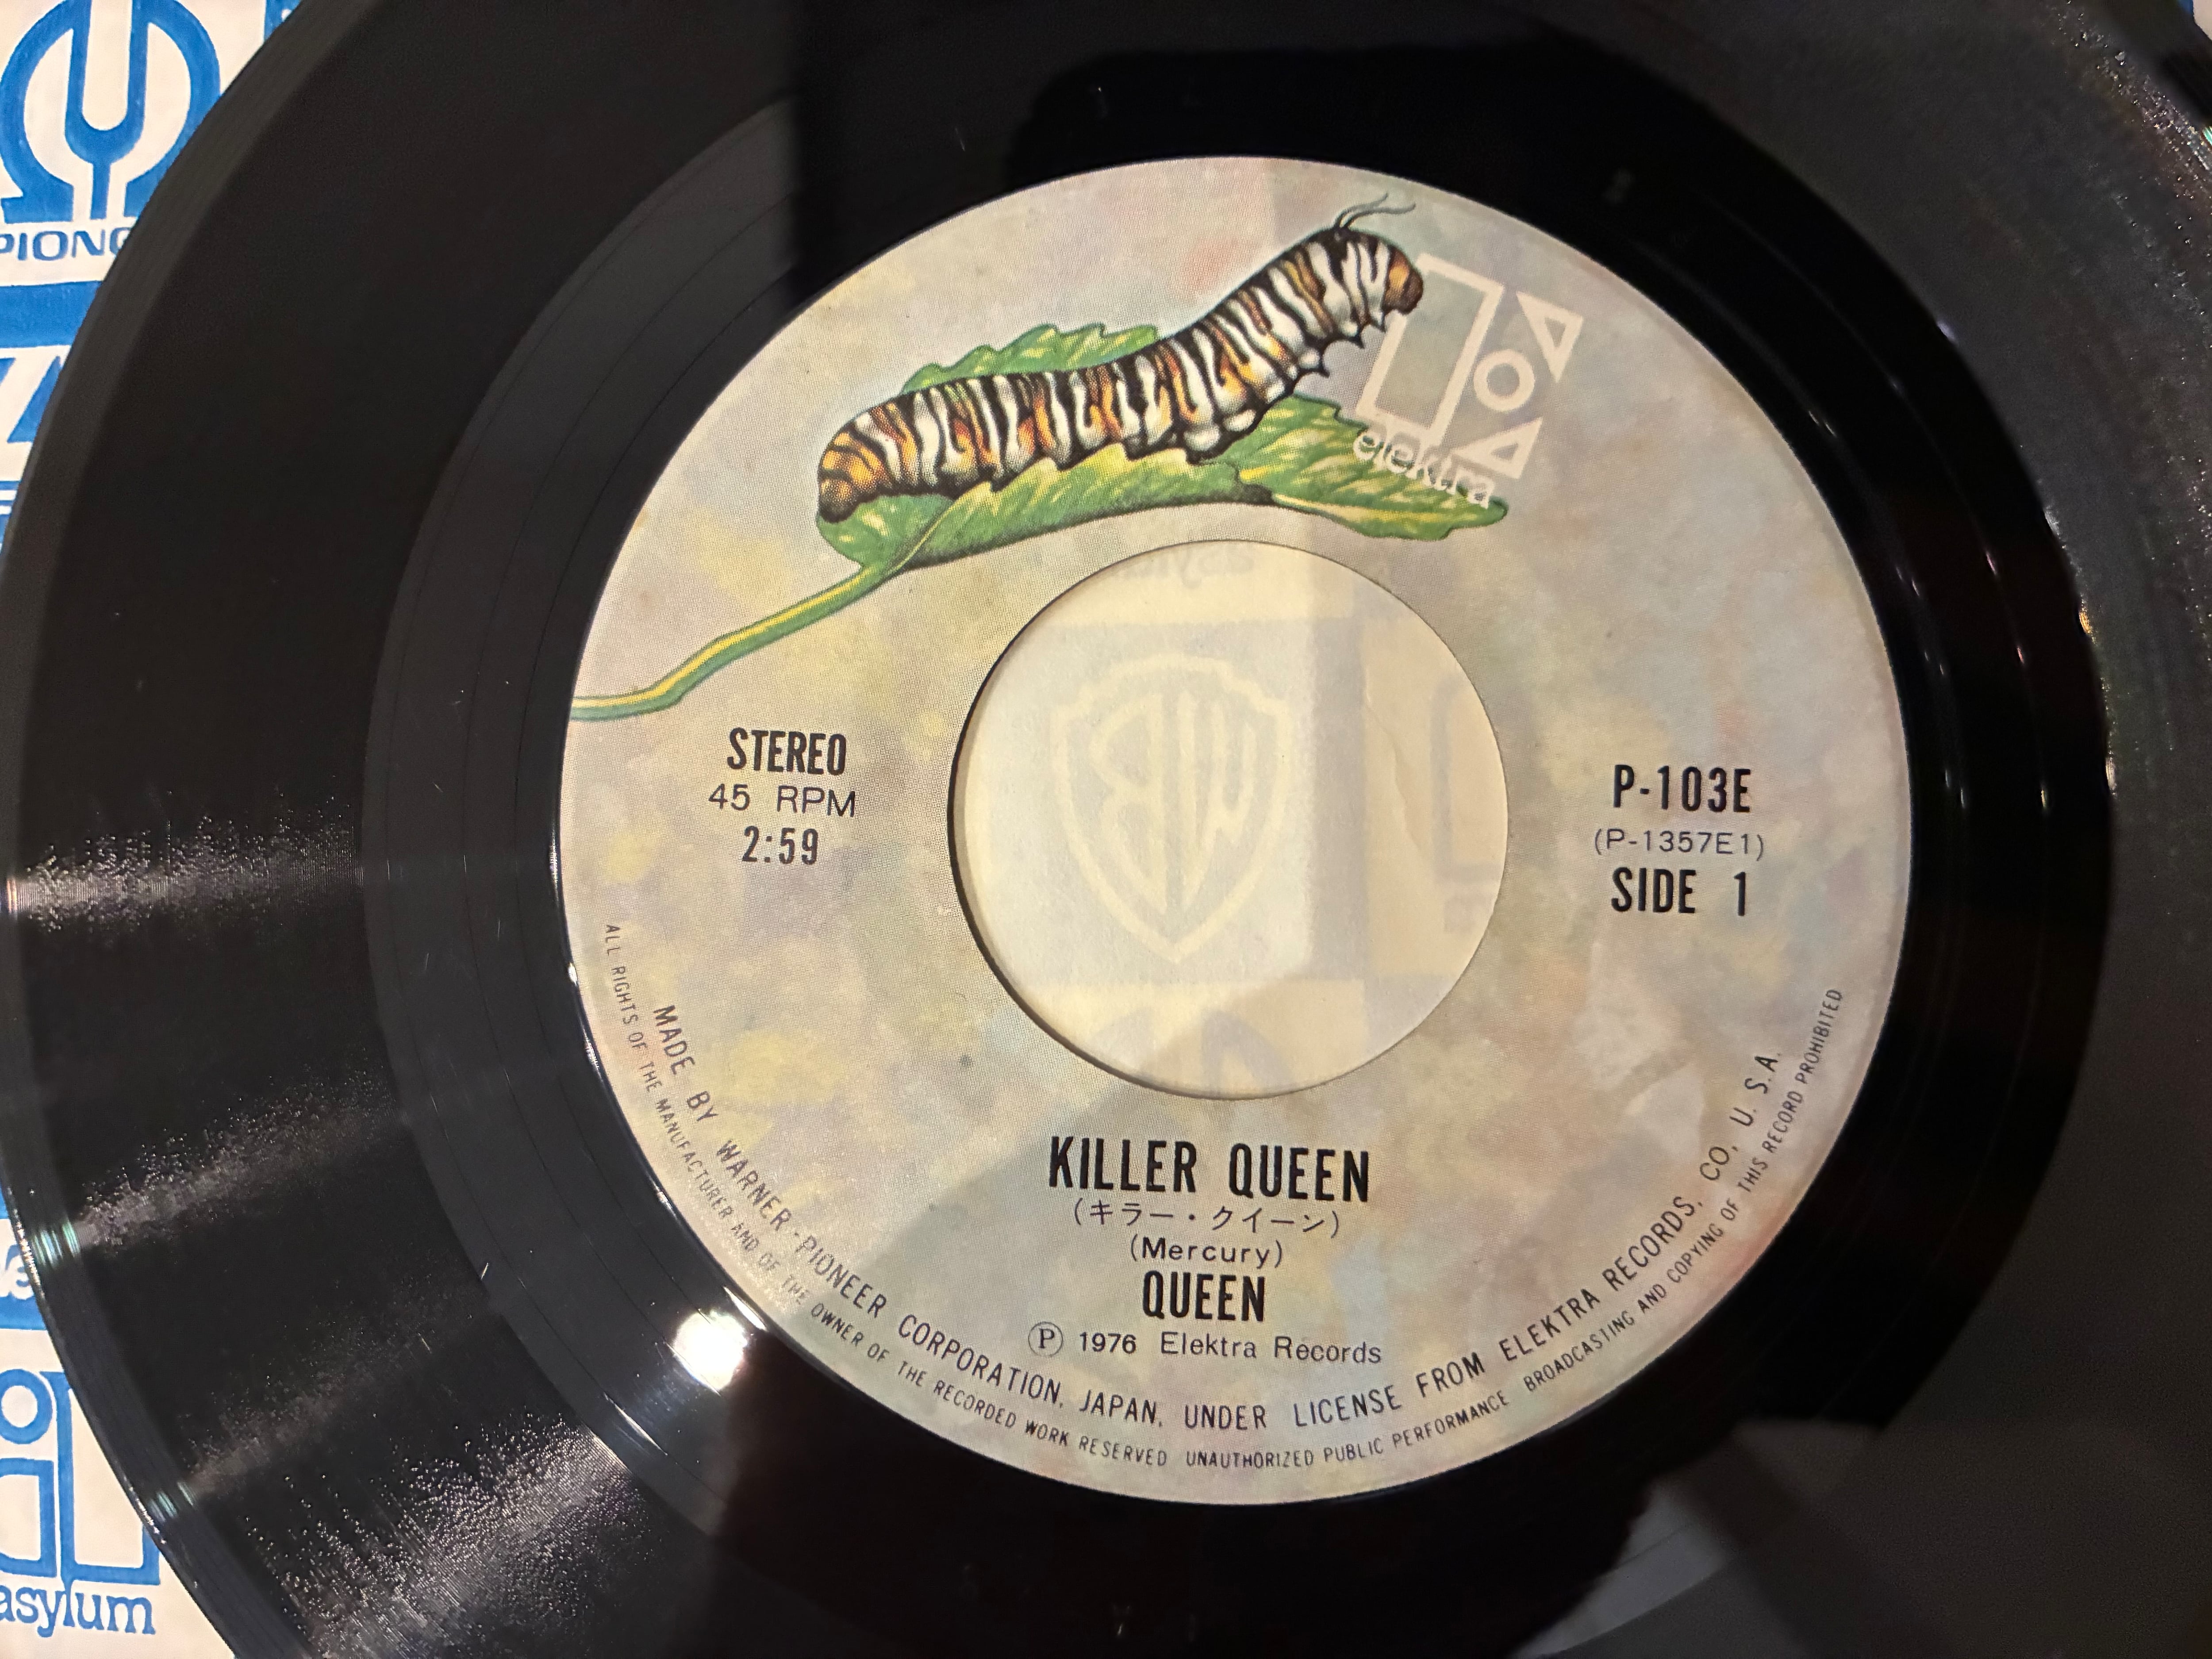 PIONE
elektra
STEREO
45 RPM
2:59
P-103E
(P-1357E1)
SIDE 1
KILLER QUEEN
(キラー・クイーン)
(Mercury)
QUEEN
Ⓟ 1976 Elektra Records
MADE BY WARNER-PIONEER CORPORATION, JAPAN, UNDER LICENSE FROM ELEKTRA RECORDS, CO, U.S.A.
ALL RIGHTS OF THE MANUFACTURER AND OF THE OWNER OF THE RECORDED WORK RESERVED UNAUTHORIZED PUBLIC PERFORMANCE BROADCASTING AND COPYING OF THIS RECORD PROHIBITED
asylum